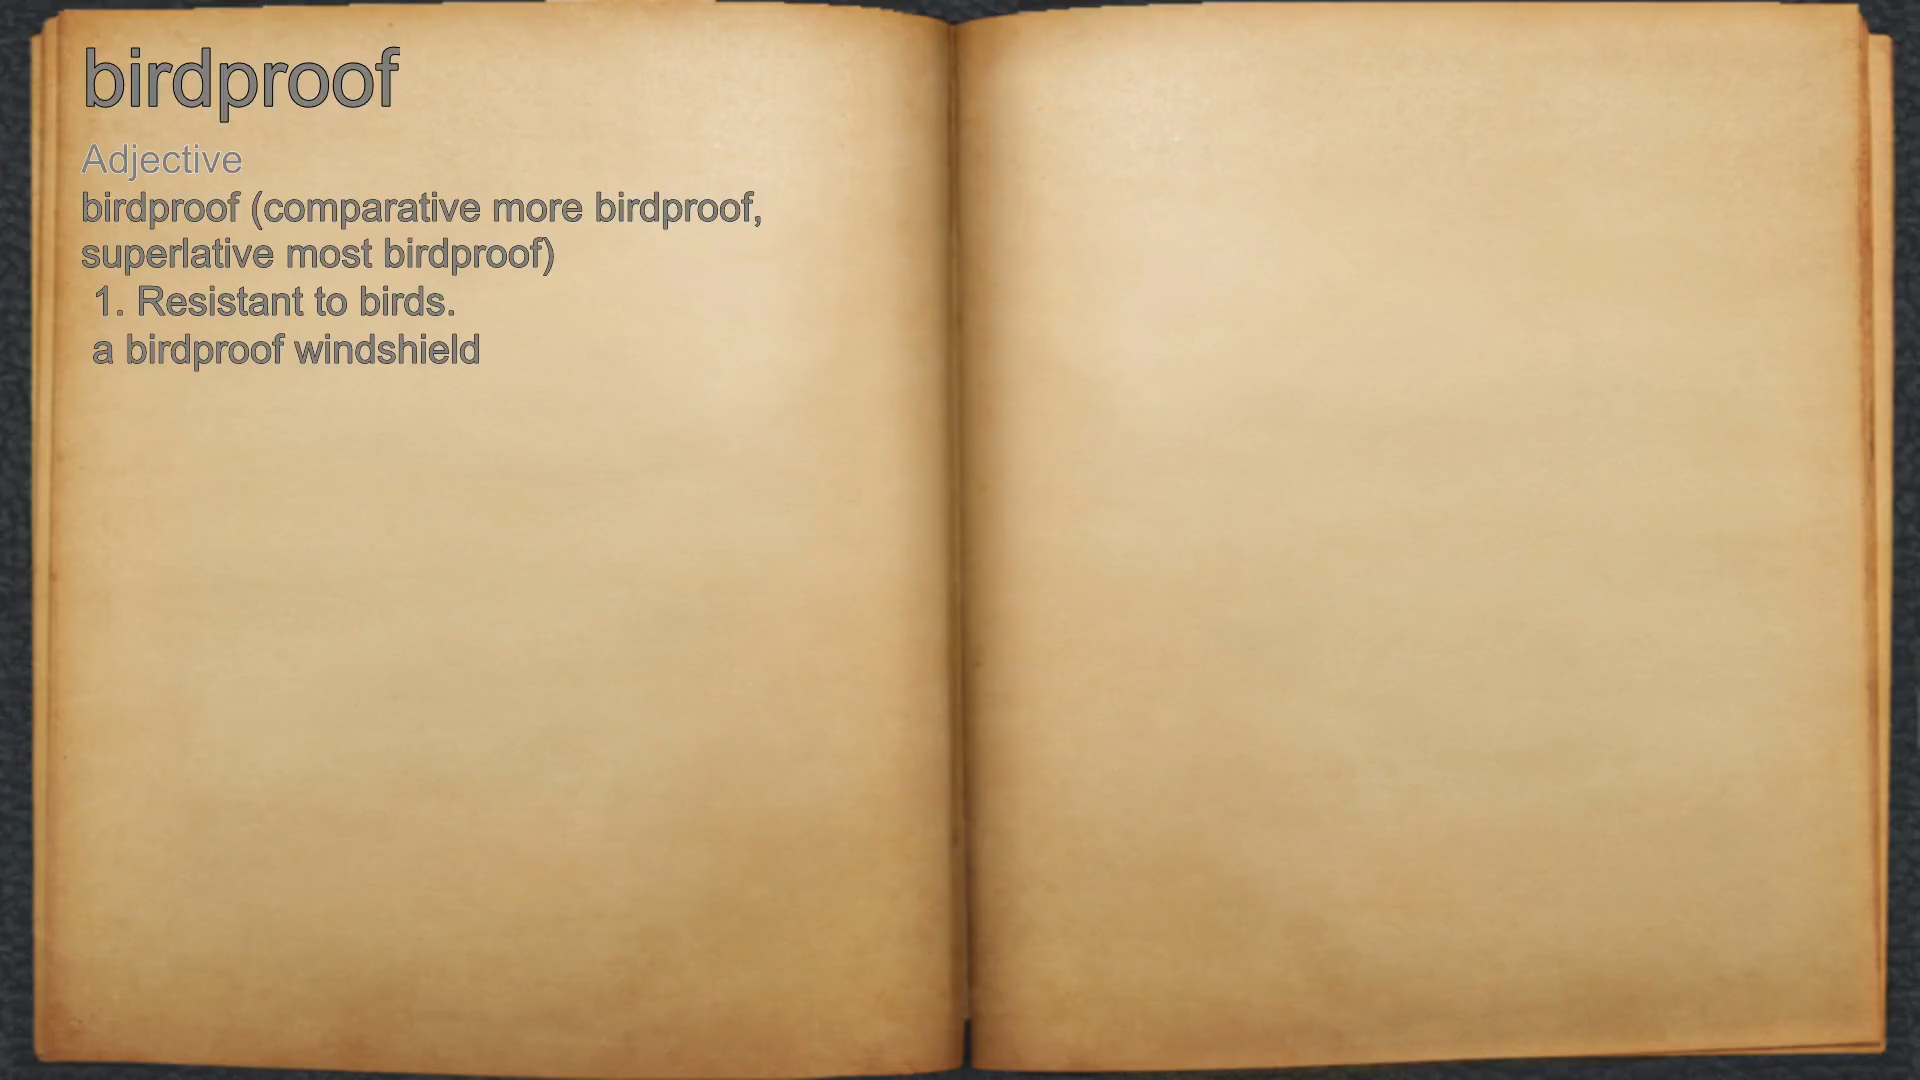 birdproof
Adjective
birdproof (comparative more birdproof,
superlative most birdproof)
1. Resistant to birds.
a birdproof windshield